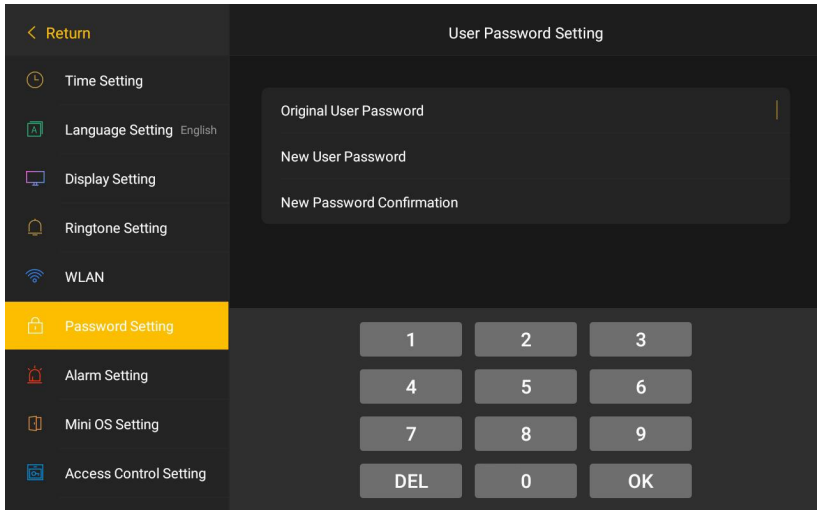 Return
User Password Setting
Time Setting
Language Setting English
Display Setting
Ringtone Setting
WLAN
Password Setting
Alarm Setting
Mini OS Setting
Access Control Setting
Original User Password
New User Password
New Password Confirmation
1 2 3
4 5 6
7 8 9
DEL 0 OK